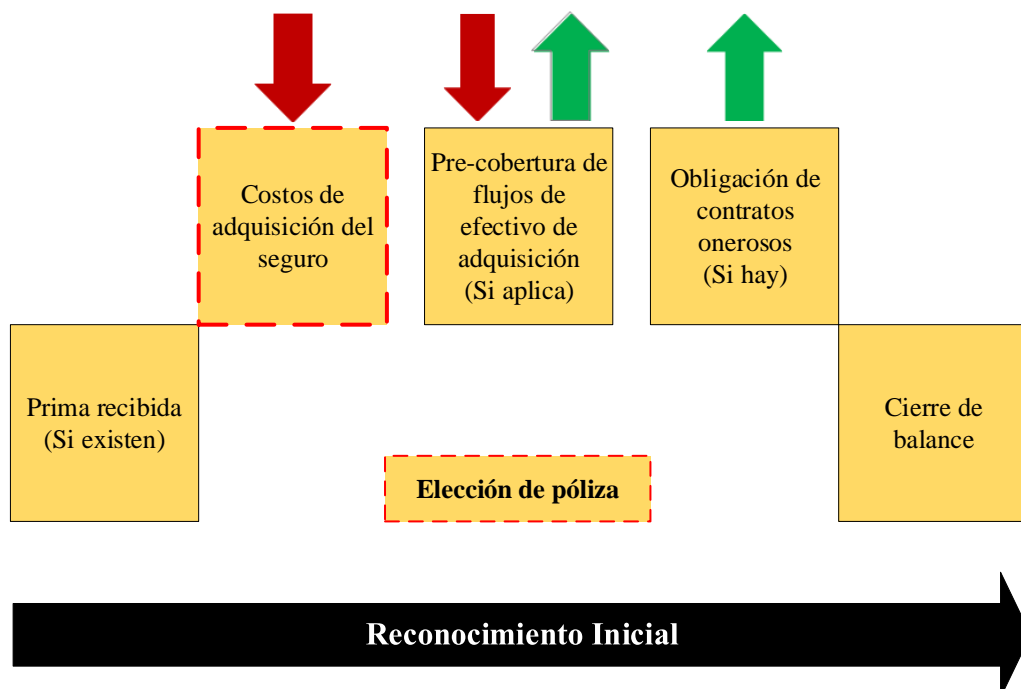 Costos de
adquisición del
seguro
Pre-cobertura de
flujos de
efectivo de
adquisición
(Si aplica)
Obligación de
contratos
onerosos
(Si hay)
Prima recibida
(Si existen)
Cierre de
balance
Elección de póliza
Reconocimiento Inicial